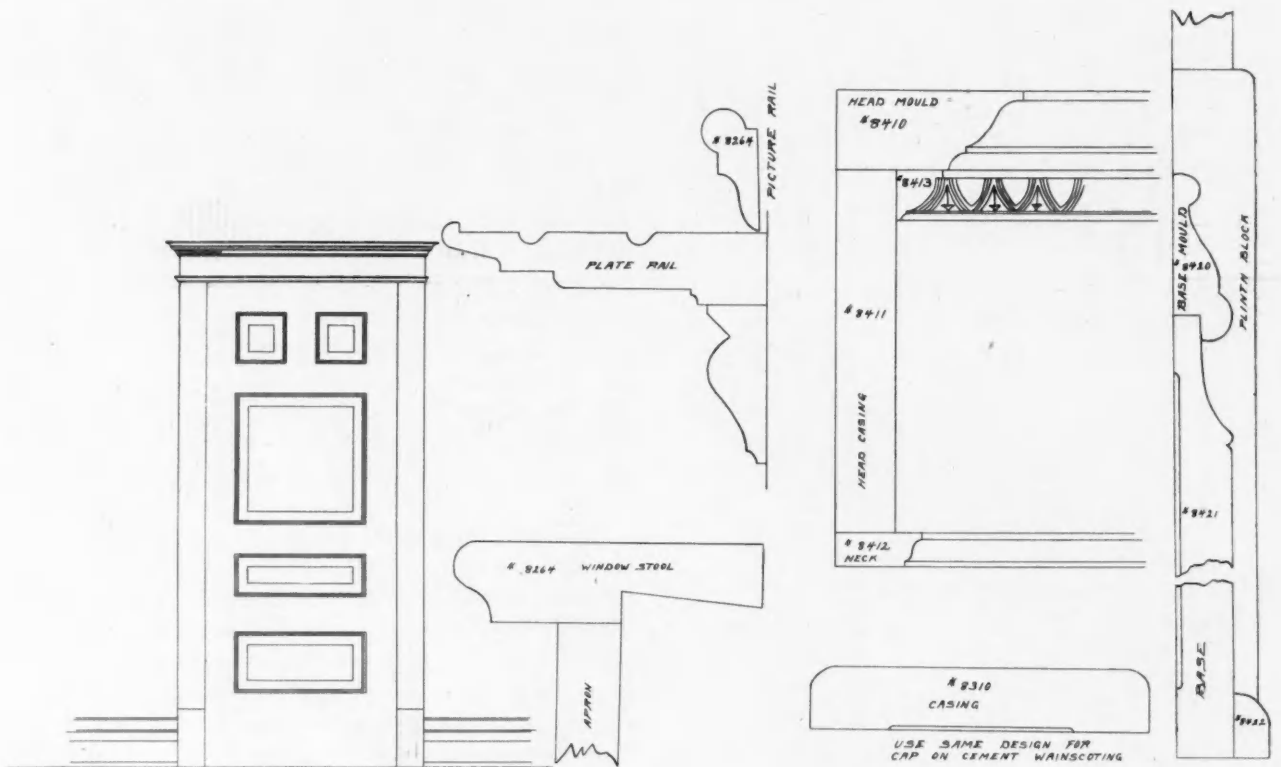 # 8264
PICTURE RAIL
PLATE RAIL
# 8264 WINDOW STOOL
APRON
HEAD MOULD
# 8410
# 8413
# 8411
HEAD CASING
# 8412
NECK
# 8310
CASING
USE SAME DESIGN FOR
CAP ON CEMENT WAINSCOTING
BASE MOULD
# 8420
PLINTH BLOCK
# 8421
BASE
# 8422